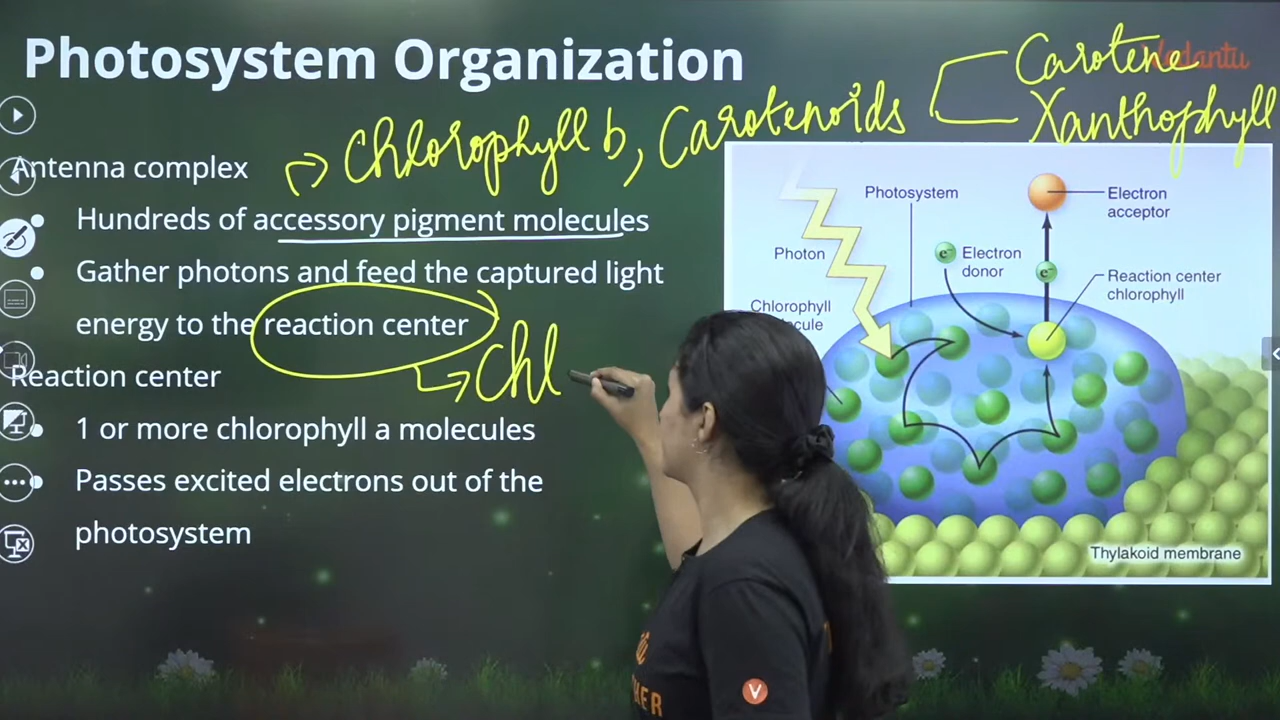 Photosystem Organization
Carotene
Vedantu
Xanthophyll
Chlorophyll b, Carotenoids
Antenna complex
Hundreds of accessory pigment molecules
Gather photons and feed the captured light
energy to the reaction center
Chl
Reaction center
1 or more chlorophyll a molecules
Passes excited electrons out of the
photosystem
Photosystem
Electron
acceptor
Photon
e⁻
Electron
donor
e⁻
Reaction center
chlorophyll
Chlorophyll
Thylakoid membrane
V